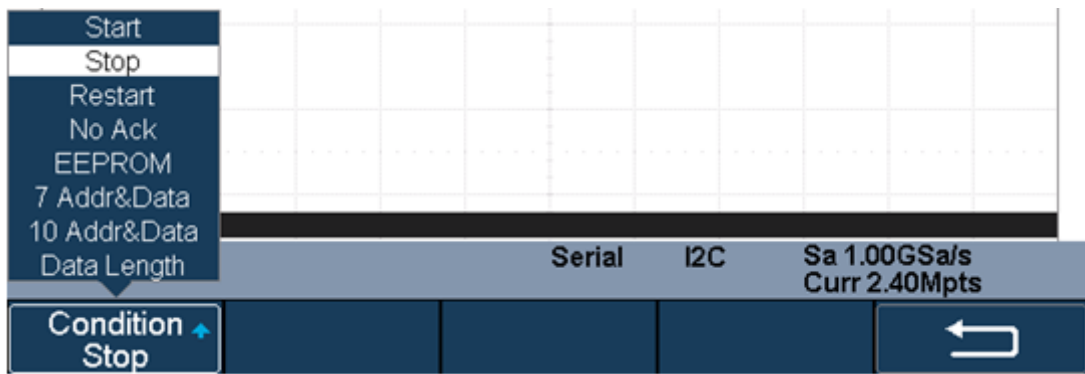 Start
Stop
Restart
No Ack
EEPROM
7 Addr&Data
10 Addr&Data
Data Length
Serial I2C Sa 1.00GSa/s
Curr 2.40Mpts
Condition
Stop